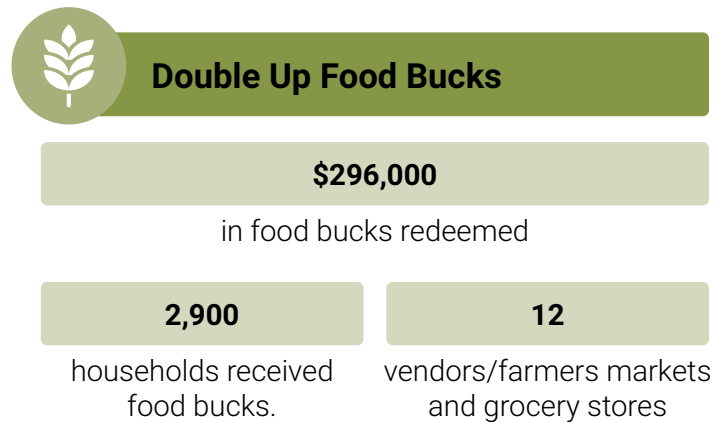 Double Up Food Bucks
$296,000
in food bucks redeemed
2,900
households received
food bucks.
12
vendors/farmers markets
and grocery stores